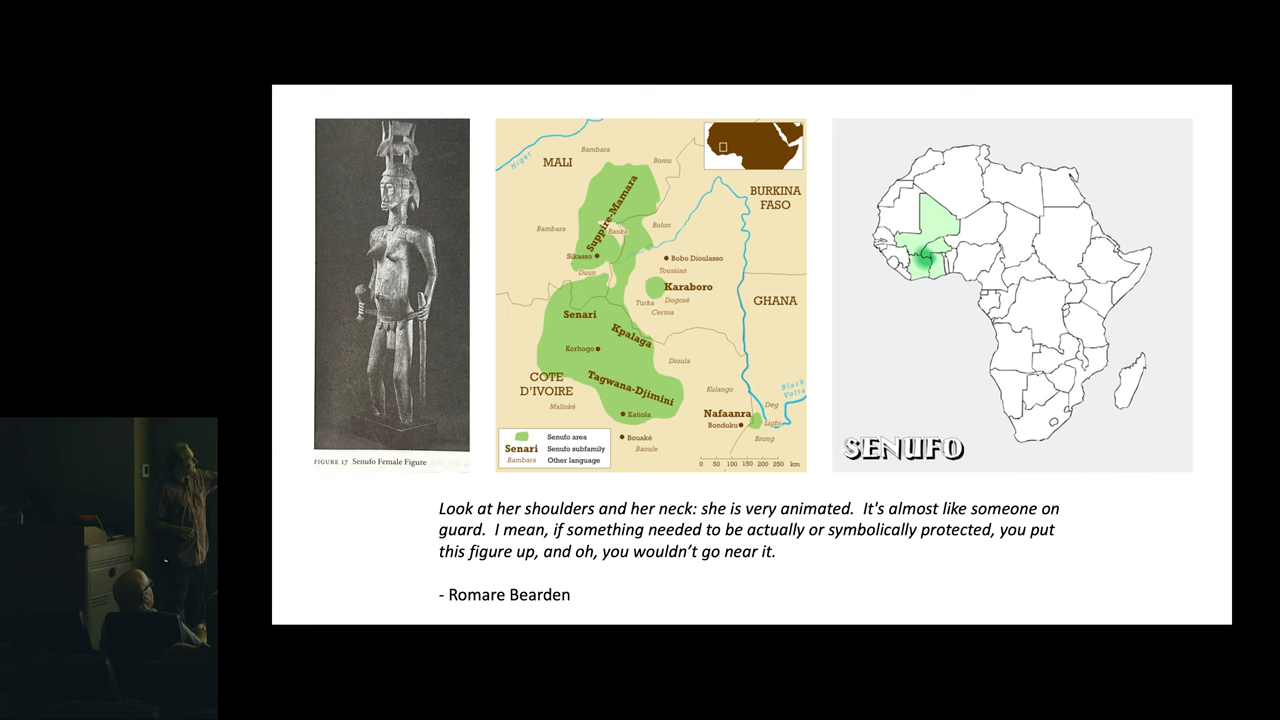 FIGURE 17 Senufo Female Figure
Niger
MALI
Bambara
Bomu
BURKINA
FASO
Suppire-Mamara
Bambara
Banka
Bolon
Sikasso
Bobo Dioulasso
Duun
Toussian
Karaboro
Turka
Dogosé
Cerma
GHANA
Senari
Kpalaga
Korhogo
Dioula
COTE
D'IVOIRE
Tagwana-Djimini
Malinké
Kulango
Black
Volta
Katiola
Nafaanra
Deg
Ligbi
Bonduku
Bouaké
Baoule
Brong
Senufo area
Senari Senufo subfamily
Bambara Other language
0 50 100 150 200 250 km
SENUFO
Look at her shoulders and her neck: she is very animated. It's almost like someone on
guard. I mean, if something needed to be actually or symbolically protected, you put
this figure up, and oh, you wouldn't go near it.
- Romare Bearden